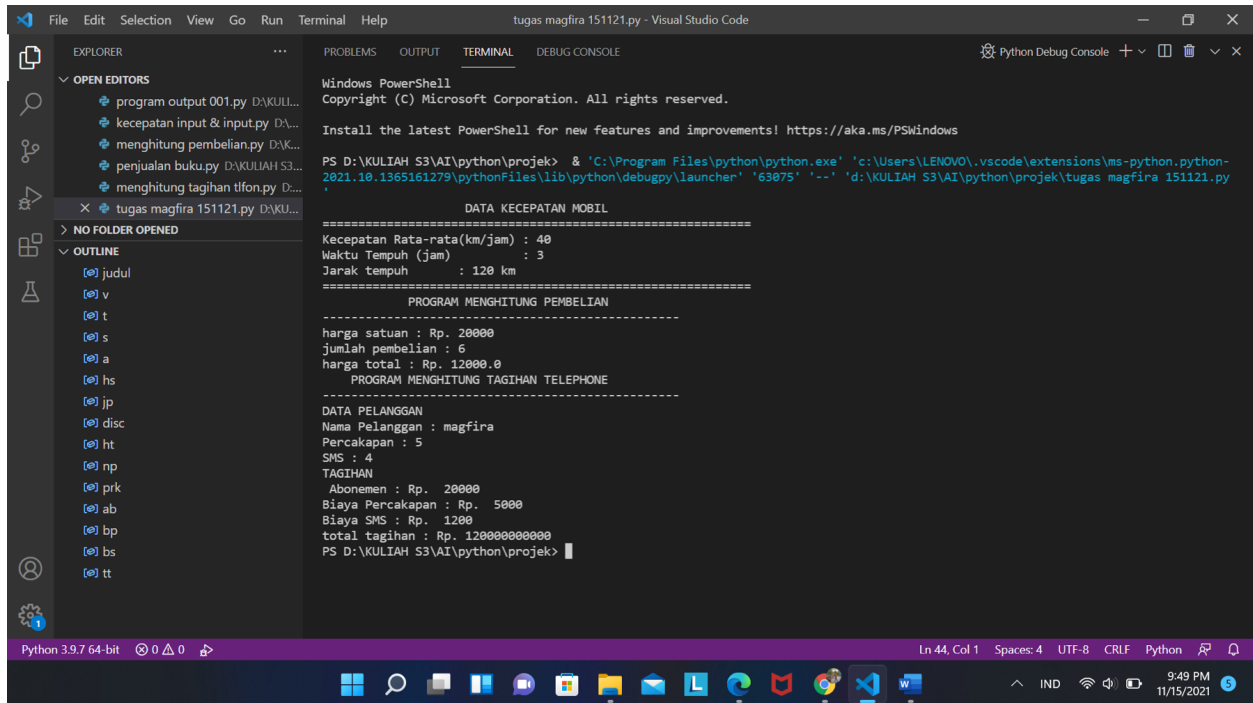 File Edit Selection View Go Run Terminal Help tugas magfira 151121.py - Visual Studio Code
EXPLORER ...
OPEN EDITORS
program output 001.py D:\KULI...
kecepatan input & input.py D:\...
menghitung pembelian.py D:\K...
penjualan buku.py D:\KULIAH S3...
menghitung tagihan tlfon.py D:...
tugas magfira 151121.py D:\KU...
NO FOLDER OPENED
OUTLINE
judul
v
t
s
a
hs
jp
disc
ht
np
prk
ab
bp
bs
tt
PROBLEMS OUTPUT TERMINAL DEBUG CONSOLE Python Debug Console
Windows PowerShell
Copyright (C) Microsoft Corporation. All rights reserved.
Install the latest PowerShell for new features and improvements! https://aka.ms/PSWindows
PS D:\KULIAH S3\AI\python\projek> & 'C:\Program Files\python\python.exe' 'c:\Users\LENOVO\.vscode\extensions\ms-python.python-
2021.10.1365161279\pythonFiles\lib\python\debugpy\launcher' '63075' '--' 'd:\KULIAH S3\AI\python\projek\tugas magfira 151121.py
'
DATA KECEPATAN MOBIL
============================================================
Kecepatan Rata-rata(km/jam) : 40
Waktu Tempuh (jam) : 3
Jarak tempuh : 120 km
============================================================
PROGRAM MENGHITUNG PEMBELIAN
--------------------------------------------------
harga satuan : Rp. 20000
jumlah pembelian : 6
harga total : Rp. 12000.0
PROGRAM MENGHITUNG TAGIHAN TELEPHONE
--------------------------------------------------
DATA PELANGGAN
Nama Pelanggan : magfira
Percakapan : 5
SMS : 4
TAGIHAN
Abonemen : Rp. 20000
Biaya Percakapan : Rp. 5000
Biaya SMS : Rp. 1200
total tagihan : Rp. 120000000000
PS D:\KULIAH S3\AI\python\projek>
1
Python 3.9.7 64-bit 0 0 Ln 44, Col 1 Spaces: 4 UTF-8 CRLF Python
L W IND 9:49 PM
11/15/2021 5